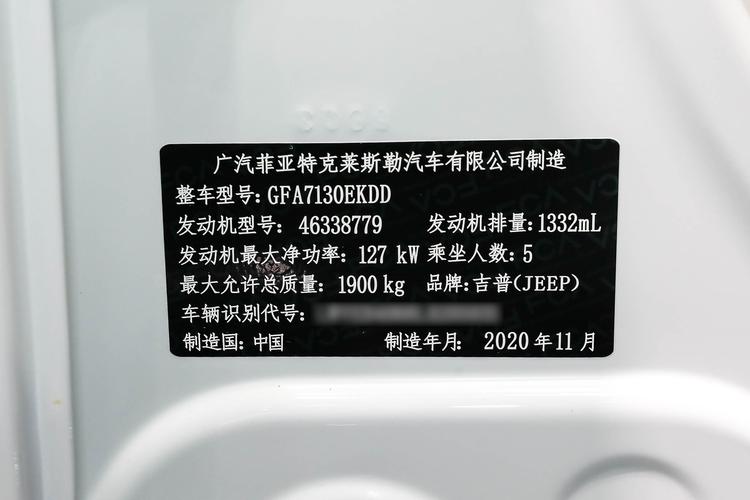 广汽菲亚特克莱斯勒汽车有限公司制造
整车型号:GFA7130EKDD
发动机型号: 46338779 发动机排量:1332mL
发动机最大净功率: 127 kW 乘坐人数:5
最大允许总质量: 1900kg 品牌:吉普(JEEP)
车辆识别代号:
制造国:中国 制造年月: 2020年11月